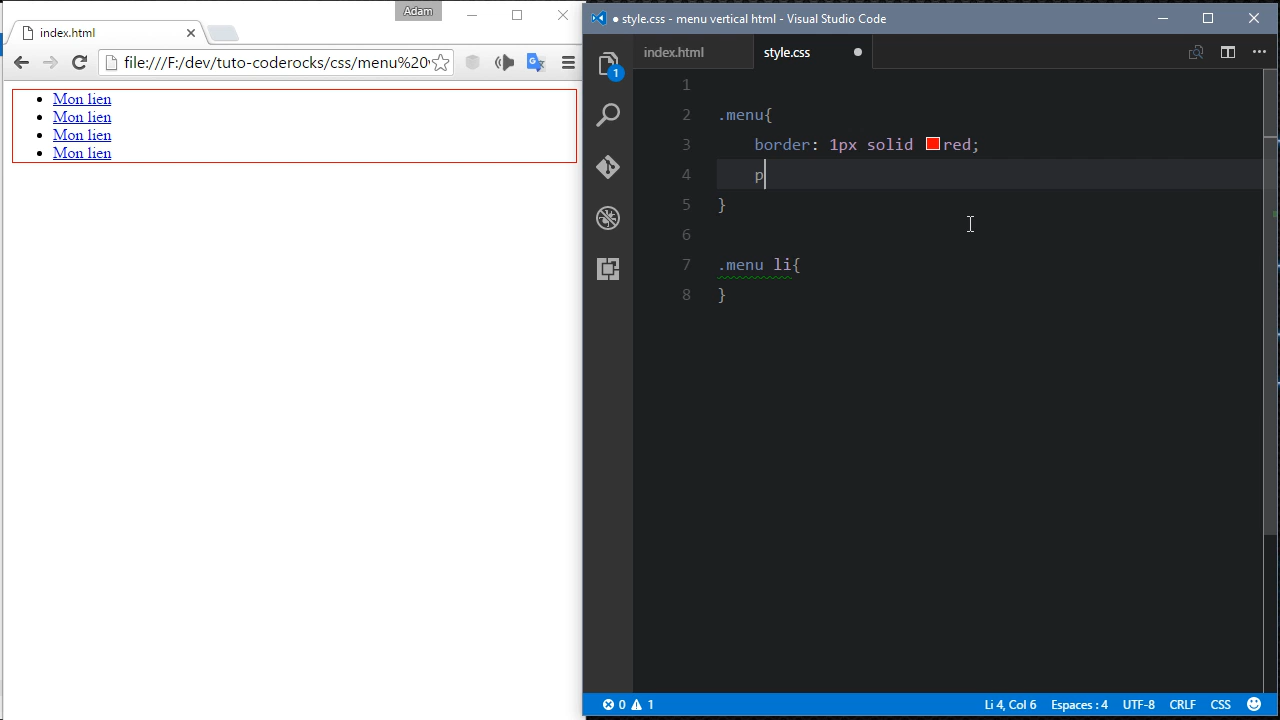 Adam
index.html
file:///F:/dev/tuto-coderocks/css/menu%20
Mon lien
Mon lien
Mon lien
Mon lien
● style.css - menu vertical html - Visual Studio Code
index.html
style.css ●
1
1
2 .menu{
3 border: 1px solid red;
4 p
5 }
6
7 .menu li{
8 }
0 1
Li 4, Col 6 Espaces : 4 UTF-8 CRLF CSS